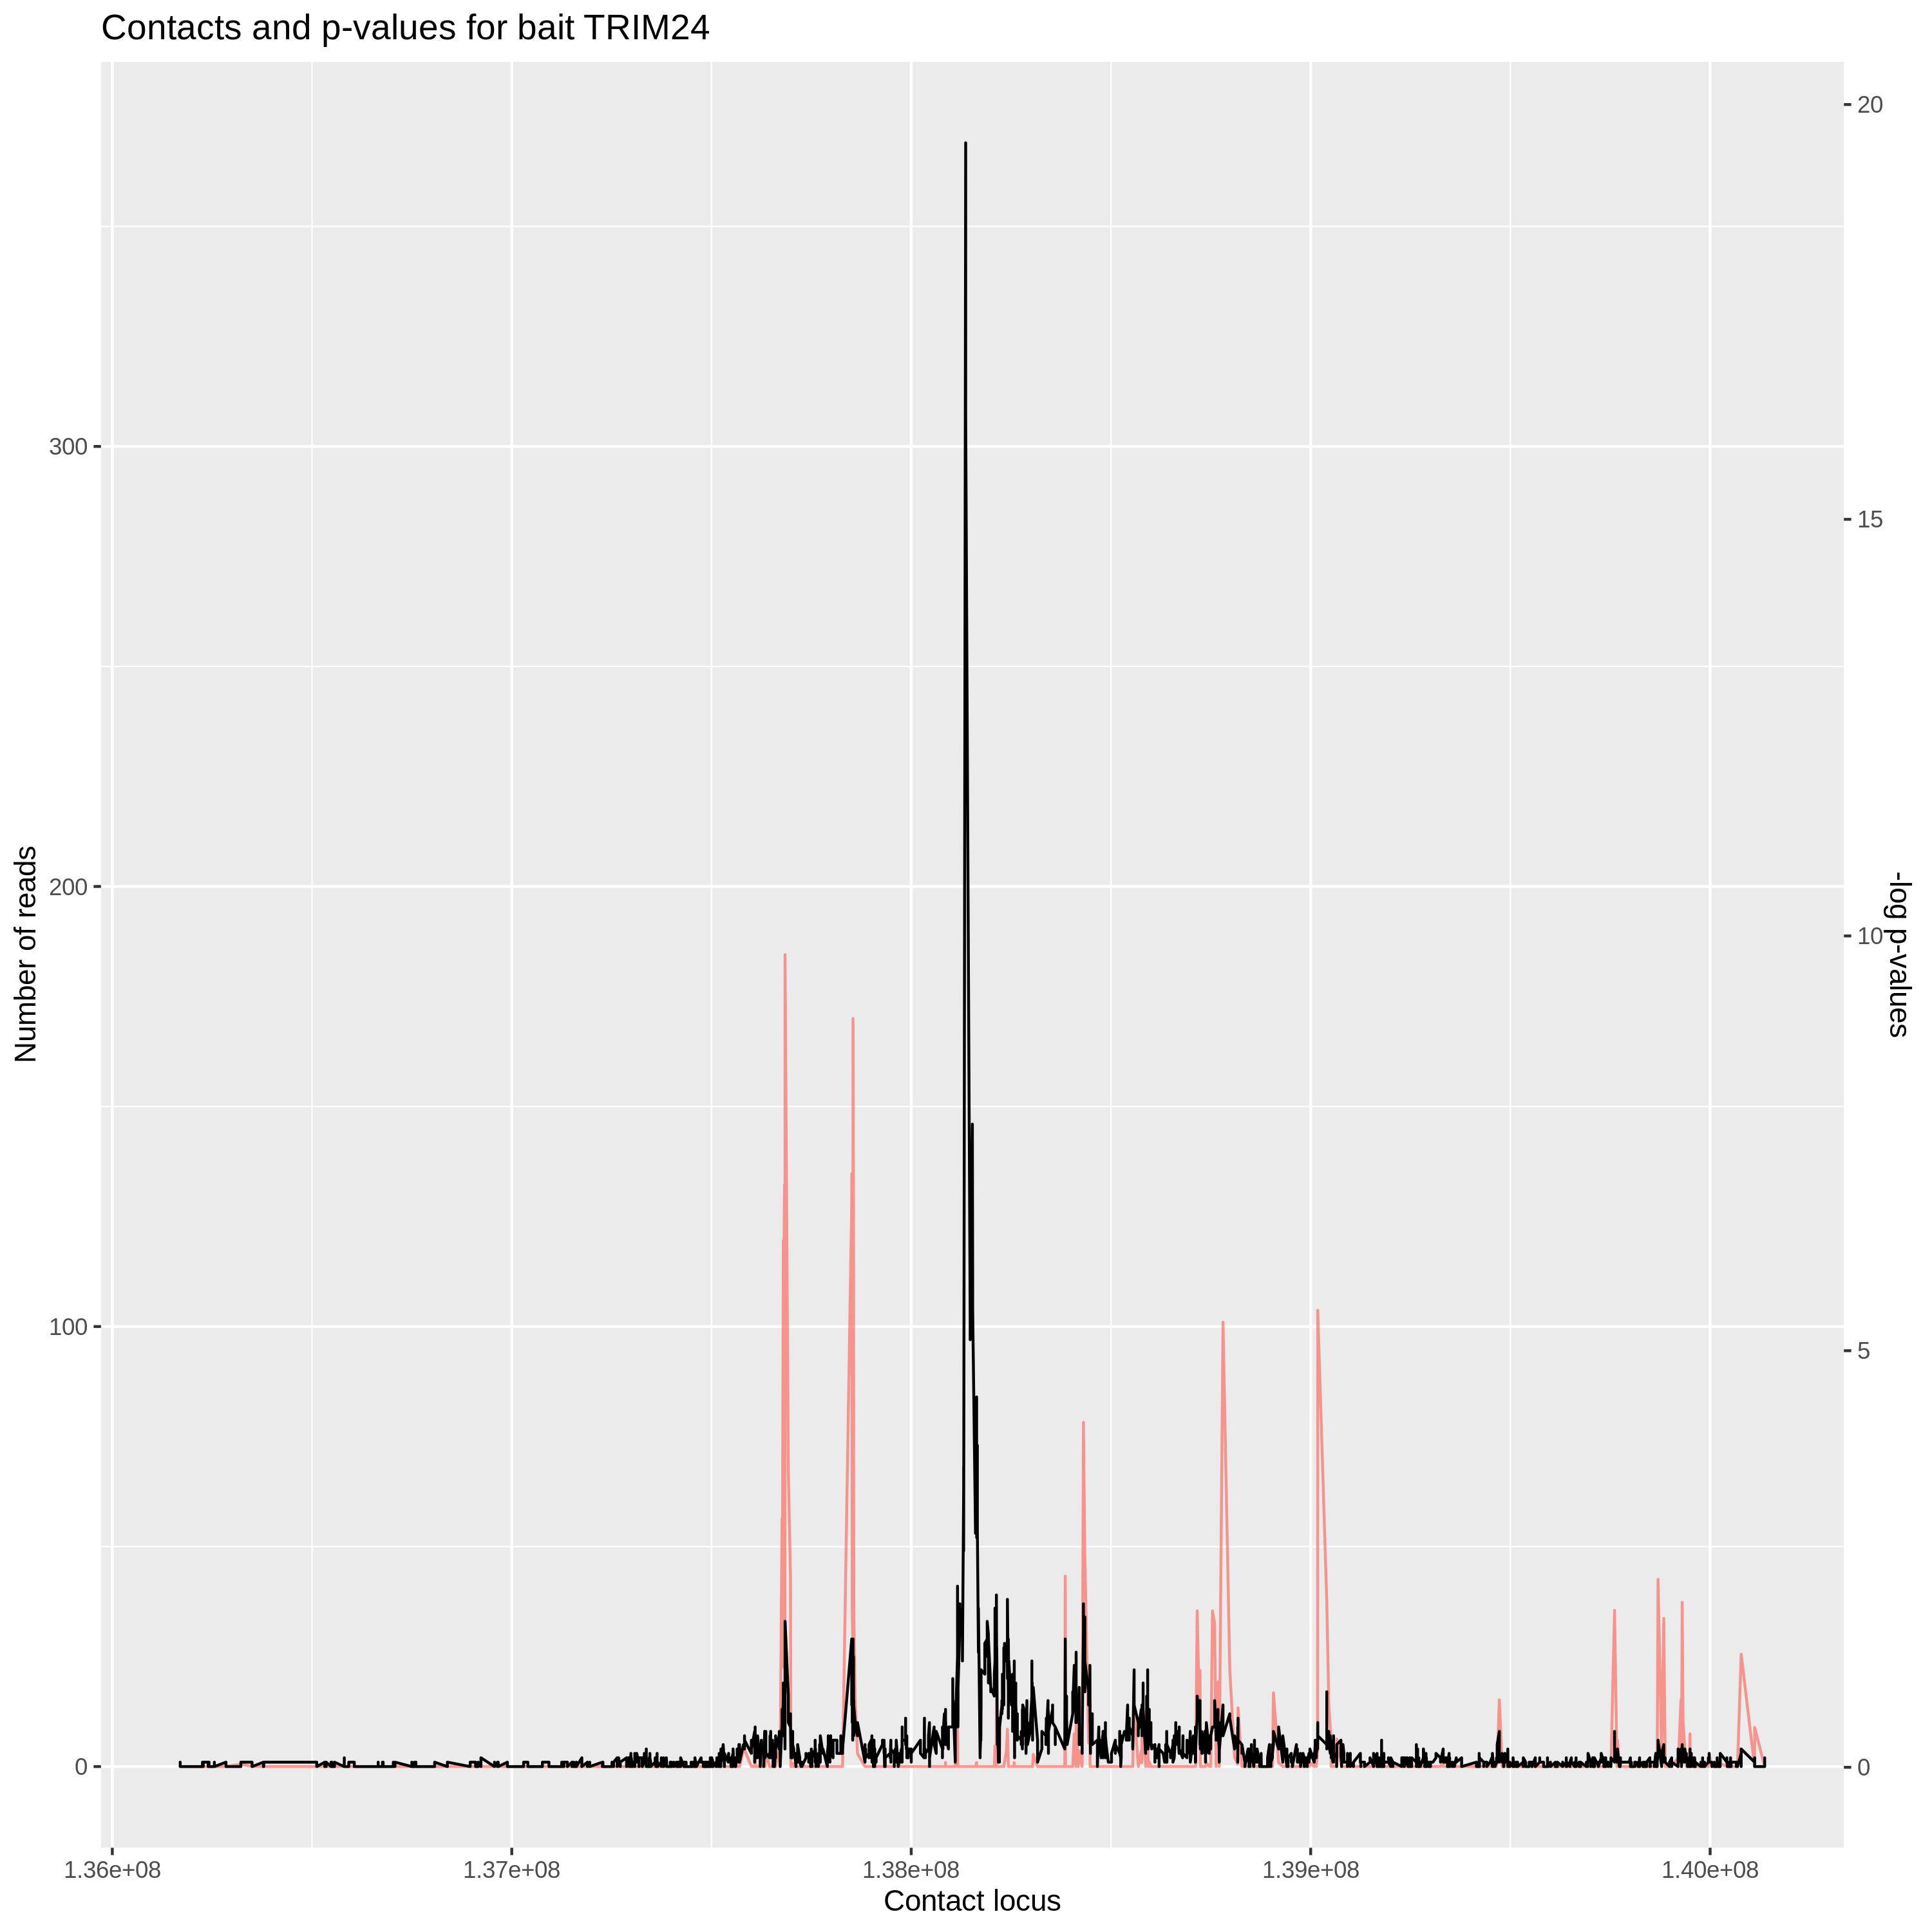 Contacts and p-values for bait TRIM24
20
300
15
200
10
100
5
0
0
Number of reads
-log p-values
1.36e+08
1.37e+08
1.38e+08
1.39e+08
1.40e+08
Contact locus